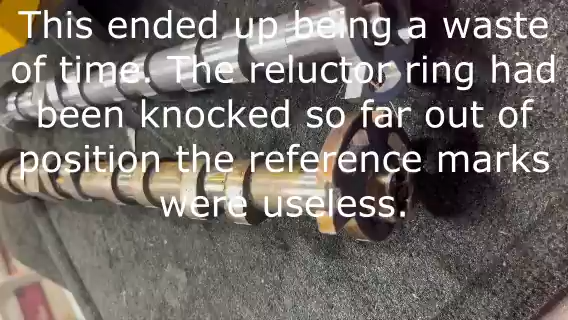 This ended up being a waste
of time. The reluctor ring had
been knocked so far out of
position the reference marks
were useless.